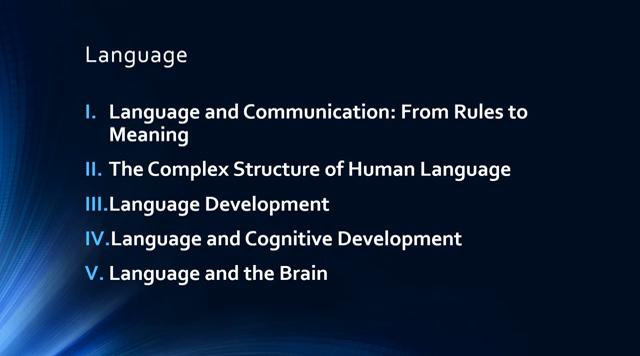 Language
I. Language and Communication: From Rules to
Meaning
II. The Complex Structure of Human Language
III. Language Development
IV. Language and Cognitive Development
V. Language and the Brain